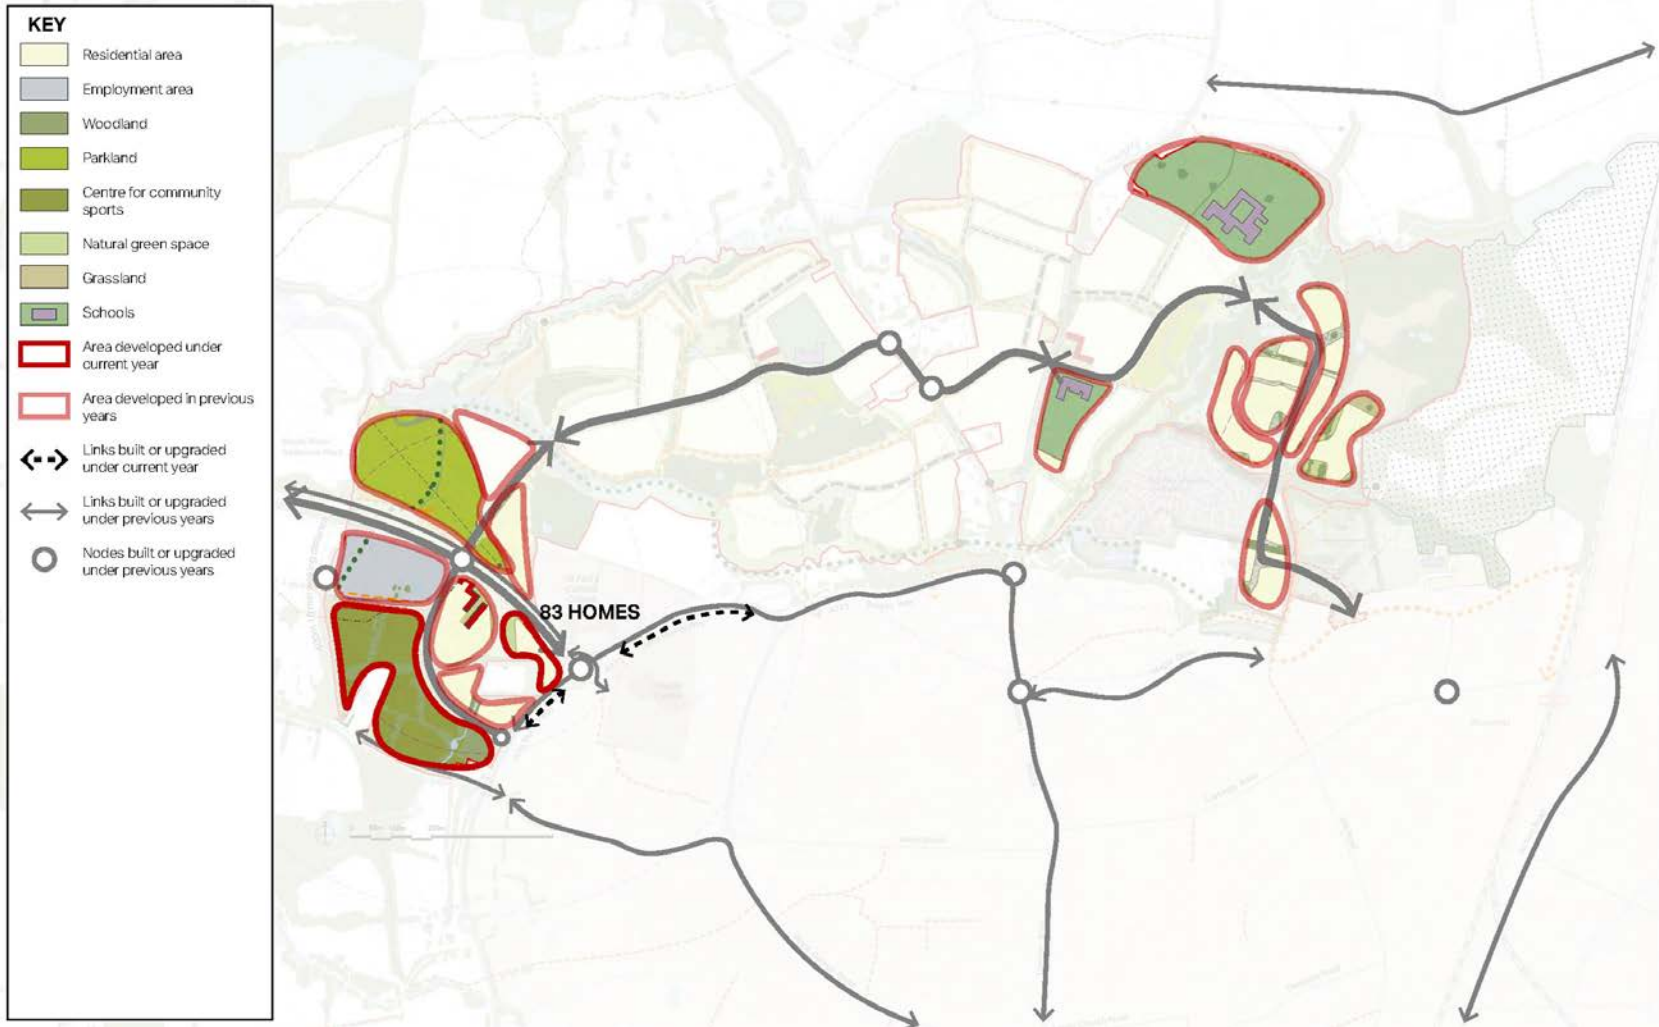 KEY
Residential area
Employment area
Woodland
Parkland
Centre for community
sports
Natural green space
Grassland
Schools
Area developed under
current year
Area developed in previous
years
Links built or upgraded
under current year
Links built or upgraded
under previous years
Nodes built or upgraded
under previous years
83 HOMES